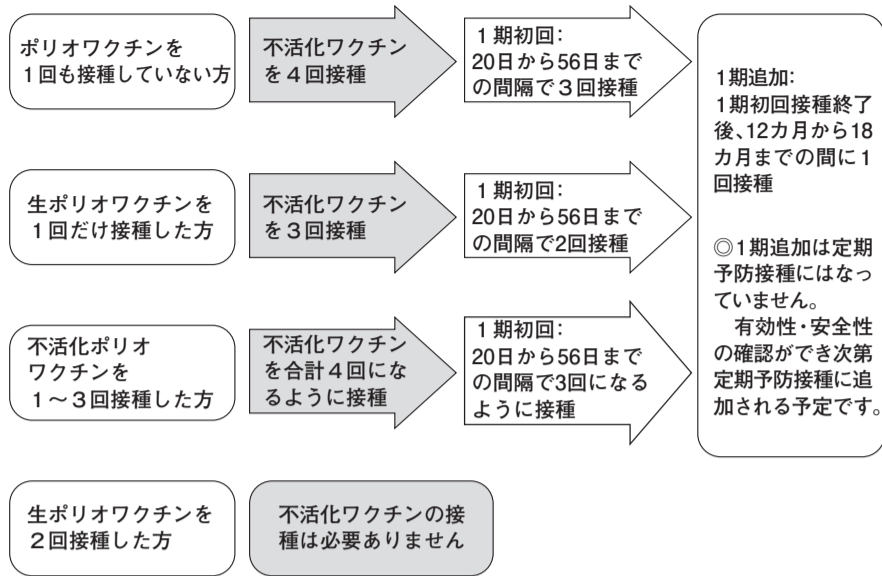 ポリオワクチンを
１回も接種していない方
不活化ワクチン
を４回接種
１期初回：
20日から56日まで
の間隔で３回接種
生ポリオワクチンを
１回だけ接種した方
不活化ワクチン
を３回接種
１期初回：
20日から56日まで
の間隔で2回接種
不活化ポリオ
ワクチンを
１〜３回接種した方
不活化ワクチン
を合計４回にな
るように接種
１期初回：
20日から56日まで
の間隔で3回になる
ように接種
1期追加：
1期初回接種終了
後、12カ月から18
カ月までの間に1
回接種
◎１期追加は定期
予防接種にはなっ
ていません。
有効性・安全性
の確認ができ次第
定期予防接種に追
加される予定です。
生ポリオワクチンを
２回接種した方
不活化ワクチンの接
種は必要ありません